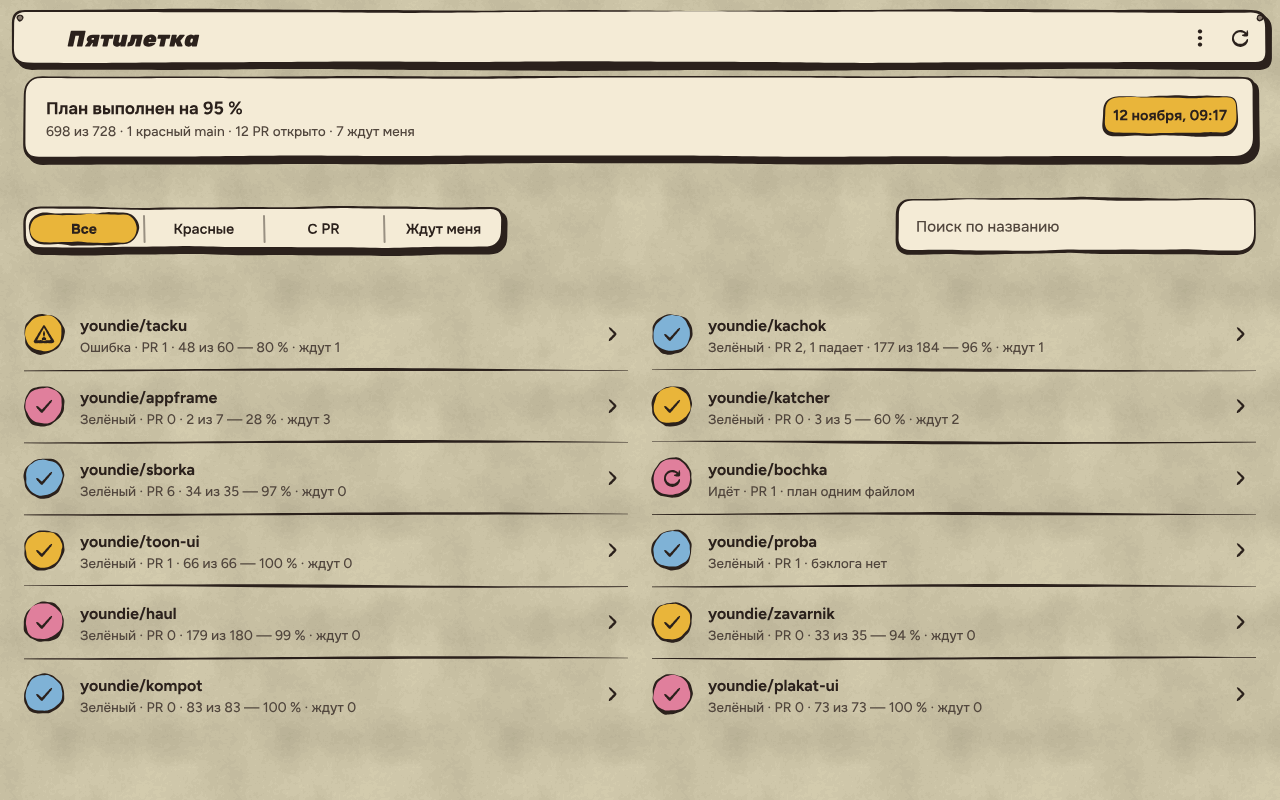 Пятилетка
План выполнен на 95 %
698 из 728 · 1 красный main · 12 PR открыто · 7 ждут меня
12 ноября, 09:17
Все
Красные
С PR
Ждут меня
Поиск по названию
youndie/tacku
Ошибка · PR 1 · 48 из 60 — 80 % · ждут 1
youndie/kachok
Зелёный · PR 2, 1 падает · 177 из 184 — 96 % · ждут 1
youndie/appframe
Зелёный · PR 0 · 2 из 7 — 28 % · ждут 3
youndie/katcher
Зелёный · PR 0 · 3 из 5 — 60 % · ждут 2
youndie/sborka
Зелёный · PR 6 · 34 из 35 — 97 % · ждут 0
youndie/bochka
Идёт · PR 1 · план одним файлом
youndie/toon-ui
Зелёный · PR 1 · 66 из 66 — 100 % · ждут 0
youndie/proba
Зелёный · PR 1 · бэклога нет
youndie/haul
Зелёный · PR 0 · 179 из 180 — 99 % · ждут 0
youndie/zavarnik
Зелёный · PR 0 · 33 из 35 — 94 % · ждут 0
youndie/kompot
Зелёный · PR 0 · 83 из 83 — 100 % · ждут 0
youndie/plakat-ui
Зелёный · PR 0 · 73 из 73 — 100 % · ждут 0